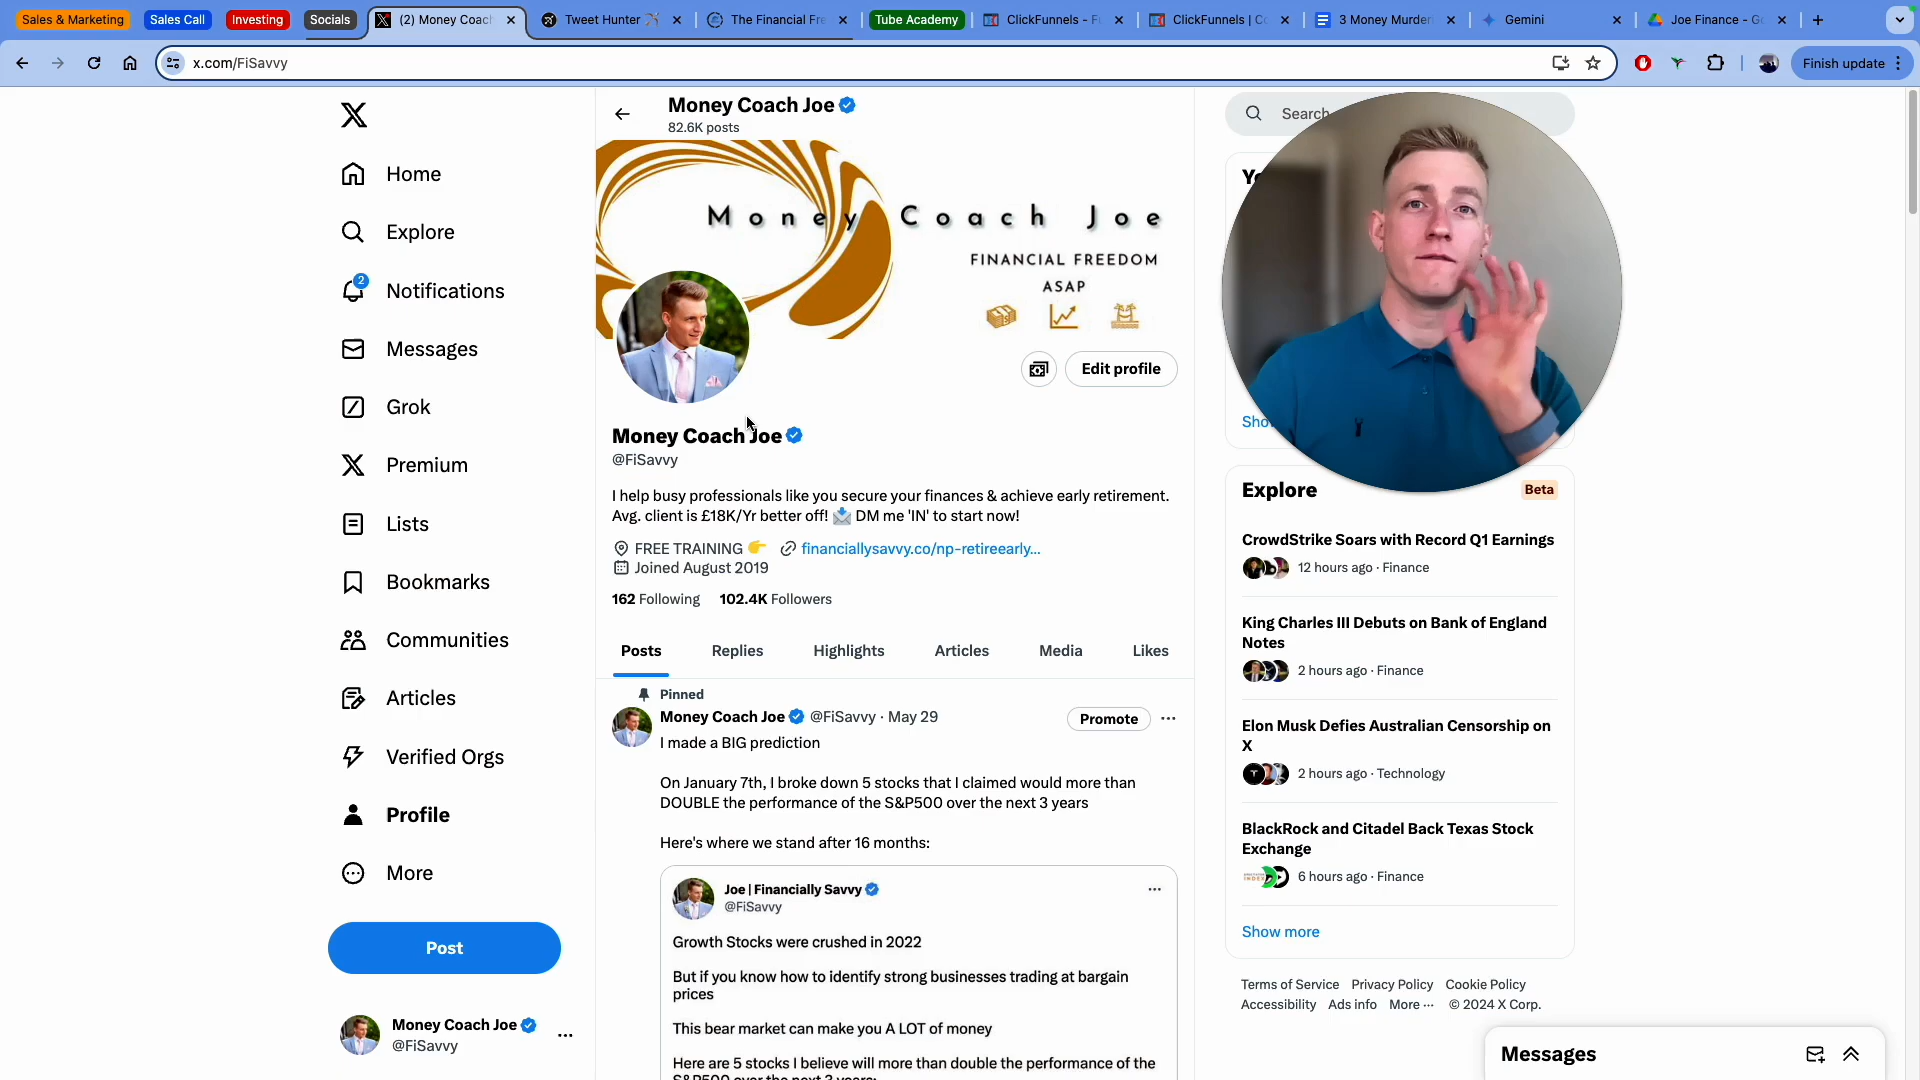 Sales & Marketing
Sales Call
Investing
Socials
(2) Money Coach
Tweet Hunter
The Financial Fre
Tube Academy
ClickFunnels - F
ClickFunnels | C
3 Money Murder
Gemini
Joe Finance - G
x.com/FiSavvy
Finish update
Home
Explore
2
Notifications
Messages
Grok
Premium
Lists
Bookmarks
Communities
Articles
Verified Orgs
Profile
More
Post
Money Coach Joe
@FiSavvy
Money Coach Joe
82.6K posts
Money Coach Joe
FINANCIAL FREEDOM
ASAP
Edit profile
Money Coach Joe
@FiSavvy
I help busy professionals like you secure your finances & achieve early retirement.
Avg. client is £18K/Yr better off! 📩 DM me 'IN' to start now!
FREE TRAINING 👉 financiallysavvy.co/np-retireearly…
Joined August 2019
162 Following 102.4K Followers
Posts Replies Highlights Articles Media Likes
Pinned
Money Coach Joe @FiSavvy · May 29
Promote
I made a BIG prediction
On January 7th, I broke down 5 stocks that I claimed would more than
DOUBLE the performance of the S&P500 over the next 3 years
Here's where we stand after 16 months:
Joe | Financially Savvy
@FiSavvy
Growth Stocks were crushed in 2022
But if you know how to identify strong businesses trading at bargain
prices
This bear market can make you A LOT of money
Here are 5 stocks I believe will more than double the performance of the
S&P500 over the next 3 years:
Search
Explore
Beta
CrowdStrike Soars with Record Q1 Earnings
12 hours ago · Finance
King Charles III Debuts on Bank of England
Notes
2 hours ago · Finance
Elon Musk Defies Australian Censorship on
X
2 hours ago · Technology
BlackRock and Citadel Back Texas Stock
Exchange
6 hours ago · Finance
Show more
Terms of Service Privacy Policy Cookie Policy
Accessibility Ads info More ··· © 2024 X Corp.
Messages